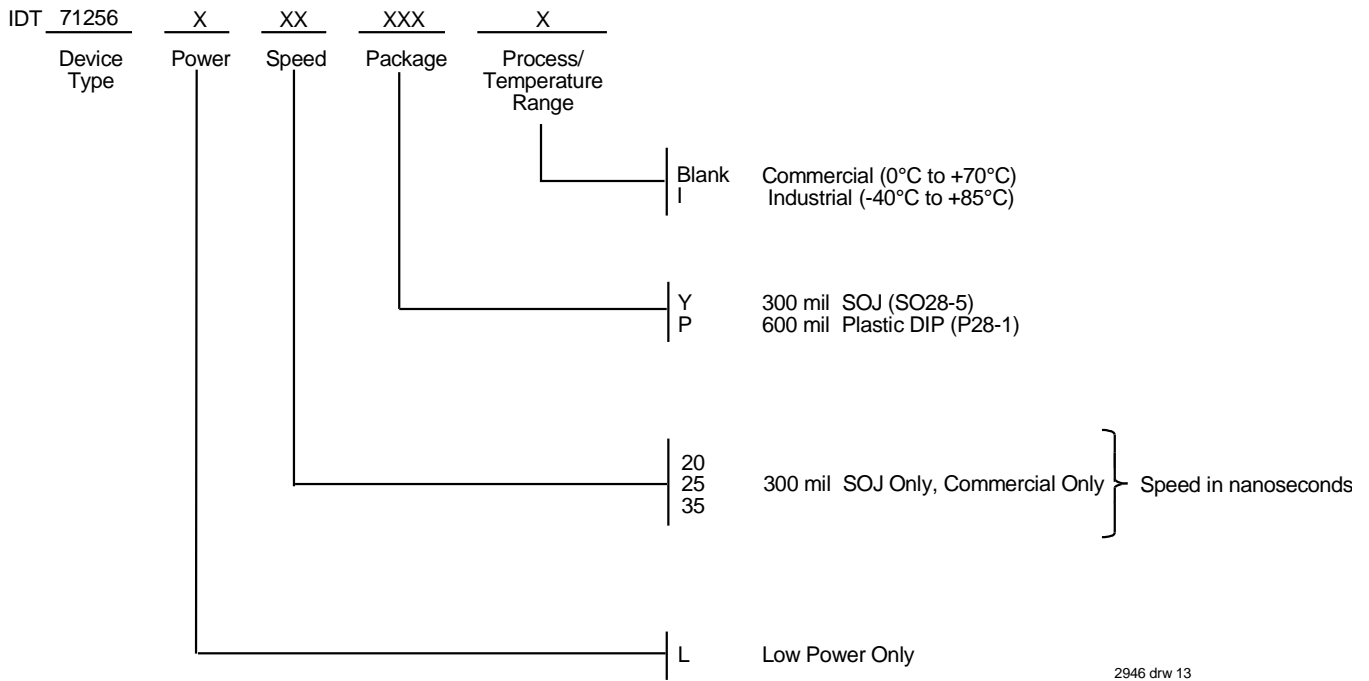 IDT 71256 X XX XXX X
Device Type Power Speed Package Process/ Temperature Range
Blank Commercial (0°C to +70°C)
I Industrial (-40°C to +85°C)
Y 300 mil SOJ (SO28-5)
P 600 mil Plastic DIP (P28-1)
20
25 300 mil SOJ Only, Commercial Only Speed in nanoseconds
35
L Low Power Only
2946 drw 13